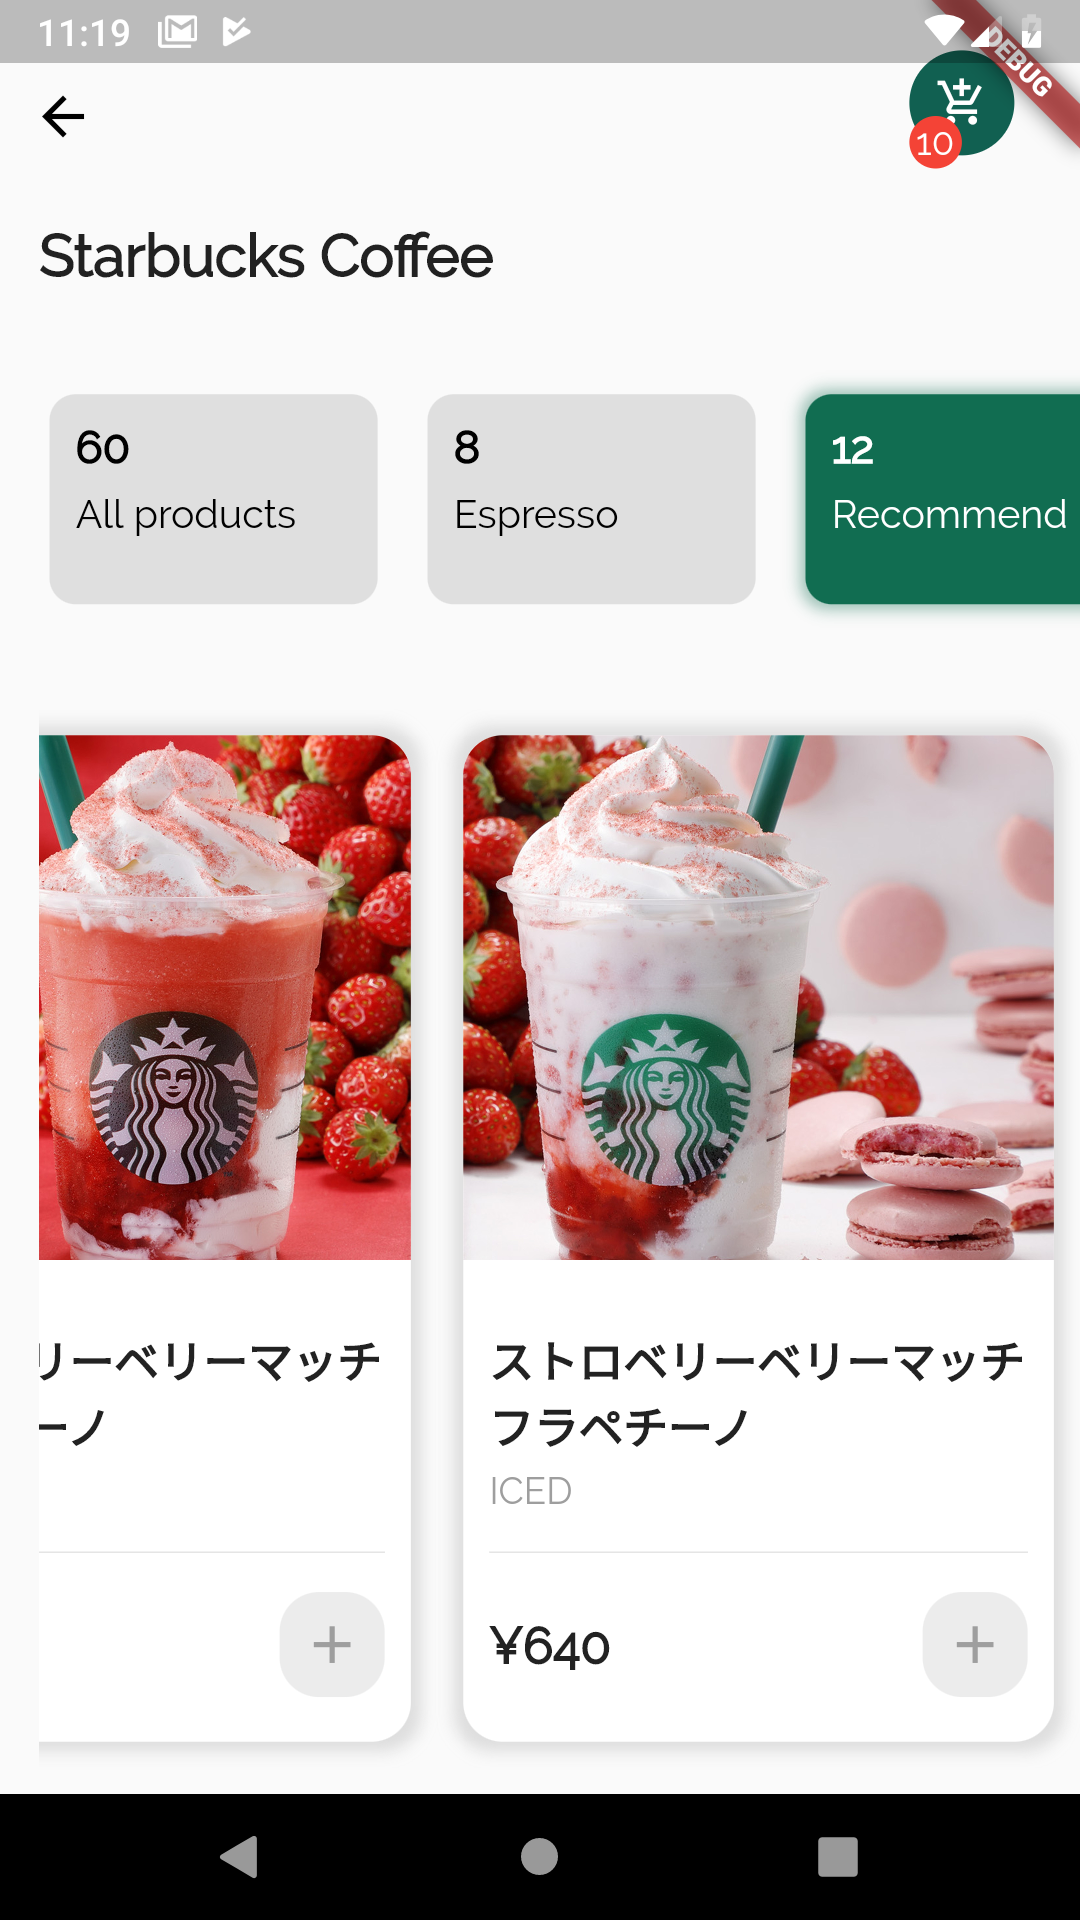 11:19
DEBUG
10
Starbucks Coffee
60
All products
8
Espresso
12
Recommend
リーベリーマッチ
ーノ
ストロベリーベリーマッチ
フラペチーノ
ICED
¥640